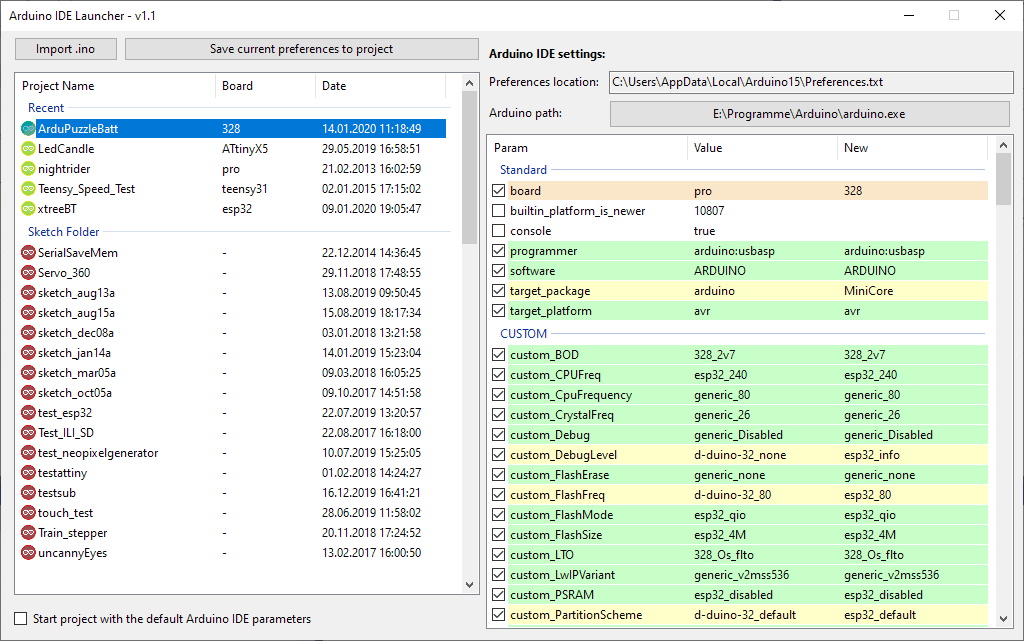 Arduino IDE Launcher - v1.1
Import .ino
Save current preferences to project
Project Name Board Date
Recent
ArduPuzzleBatt 328 14.01.2020 11:18:49
LedCandle ATtinyX5 29.05.2019 16:58:51
nightrider pro 21.02.2013 16:02:59
Teensy_Speed_Test teensy31 02.01.2015 17:15:02
xtreeBT esp32 09.01.2020 19:05:47
Sketch Folder
SerialSaveMem - 22.12.2014 14:36:45
Servo_360 - 29.11.2018 17:48:55
sketch_aug13a - 13.08.2019 09:50:45
sketch_aug15a - 15.08.2019 18:17:34
sketch_dec08a - 03.01.2018 13:21:58
sketch_jan14a - 14.01.2019 15:23:04
sketch_mar05a - 09.03.2018 16:05:25
sketch_oct05a - 09.10.2017 14:51:58
test_esp32 - 22.07.2019 13:20:57
Test_ILI_SD - 22.08.2017 16:18:00
test_neopixelgenerator - 10.07.2019 15:25:05
testattiny - 01.02.2018 14:24:27
testsub - 16.12.2019 16:41:21
touch_test - 28.06.2019 11:58:02
Train_stepper - 20.11.2018 17:24:52
uncannyEyes - 13.02.2017 16:00:50
Start project with the default Arduino IDE parameters
Arduino IDE settings:
Preferences location: C:\Users\AppData\Local\Arduino15\Preferences.txt
Arduino path: E:\Programme\Arduino\arduino.exe
Param Value New
Standard
board pro 328
builtin_platform_is_newer 10807
console true
programmer arduino:usbasp arduino:usbasp
software ARDUINO ARDUINO
target_package arduino MiniCore
target_platform avr avr
CUSTOM
custom_BOD 328_2v7 328_2v7
custom_CPUFreq esp32_240 esp32_240
custom_CpuFrequency generic_80 generic_80
custom_CrystalFreq generic_26 generic_26
custom_Debug generic_Disabled generic_Disabled
custom_DebugLevel d-duino-32_none esp32_info
custom_FlashErase generic_none generic_none
custom_FlashFreq d-duino-32_80 esp32_80
custom_FlashMode esp32_qio esp32_qio
custom_FlashSize esp32_4M esp32_4M
custom_LTO 328_Os_flto 328_Os_flto
custom_LwIPVariant generic_v2mss536 generic_v2mss536
custom_PSRAM esp32_disabled esp32_disabled
custom_PartitionScheme d-duino-32_default esp32_default